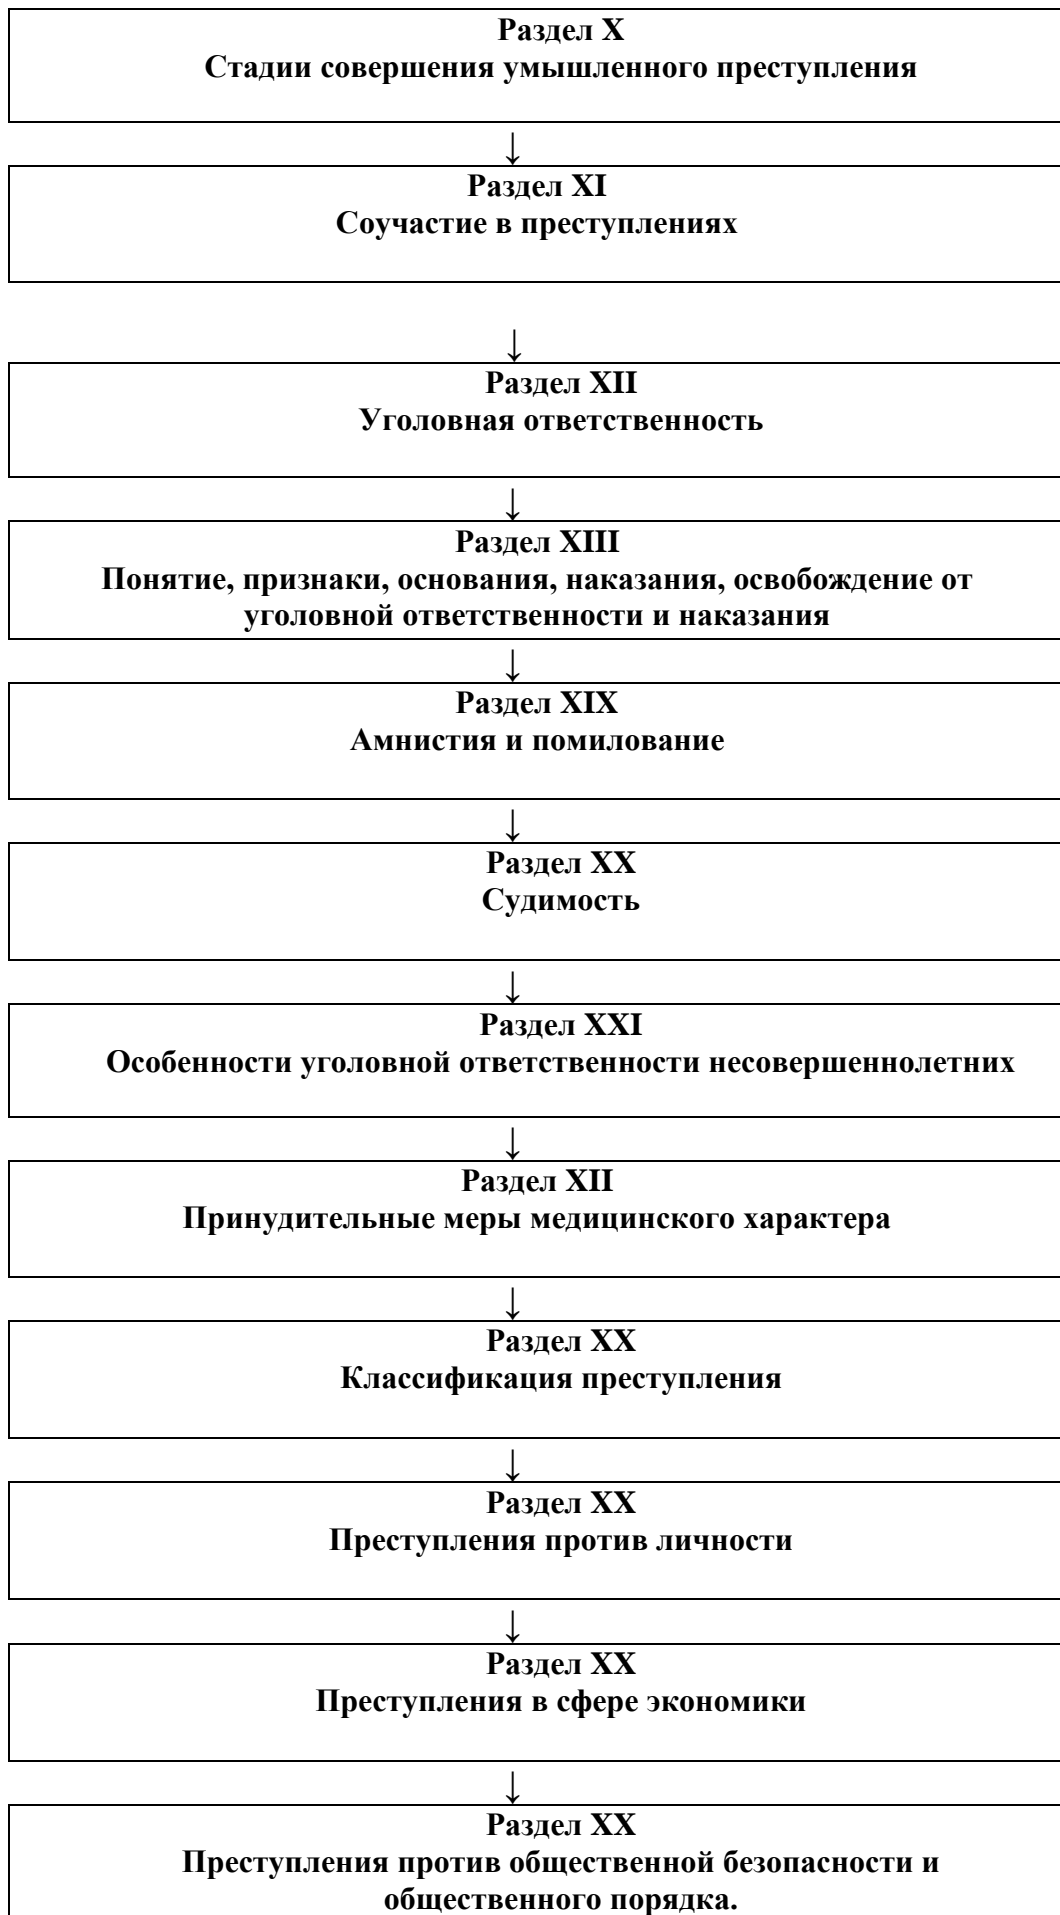 Раздел X
Стадии совершения умышленного преступления
↓
Раздел XI
Соучастие в преступлениях
↓
Раздел XII
Уголовная ответственность
↓
Раздел XIII
Понятие, признаки, основания, наказания, освобождение от
уголовной ответственности и наказания
↓
Раздел XIX
Амнистия и помилование
↓
Раздел XX
Судимость
↓
Раздел XXI
Особенности уголовной ответственности несовершеннолетних
↓
Раздел XII
Принудительные меры медицинского характера
↓
Раздел XX
Классификация преступления
↓
Раздел XX
Преступления против личности
↓
Раздел XX
Преступления в сфере экономики
↓
Раздел XX
Преступления против общественной безопасности и
общественного порядка.